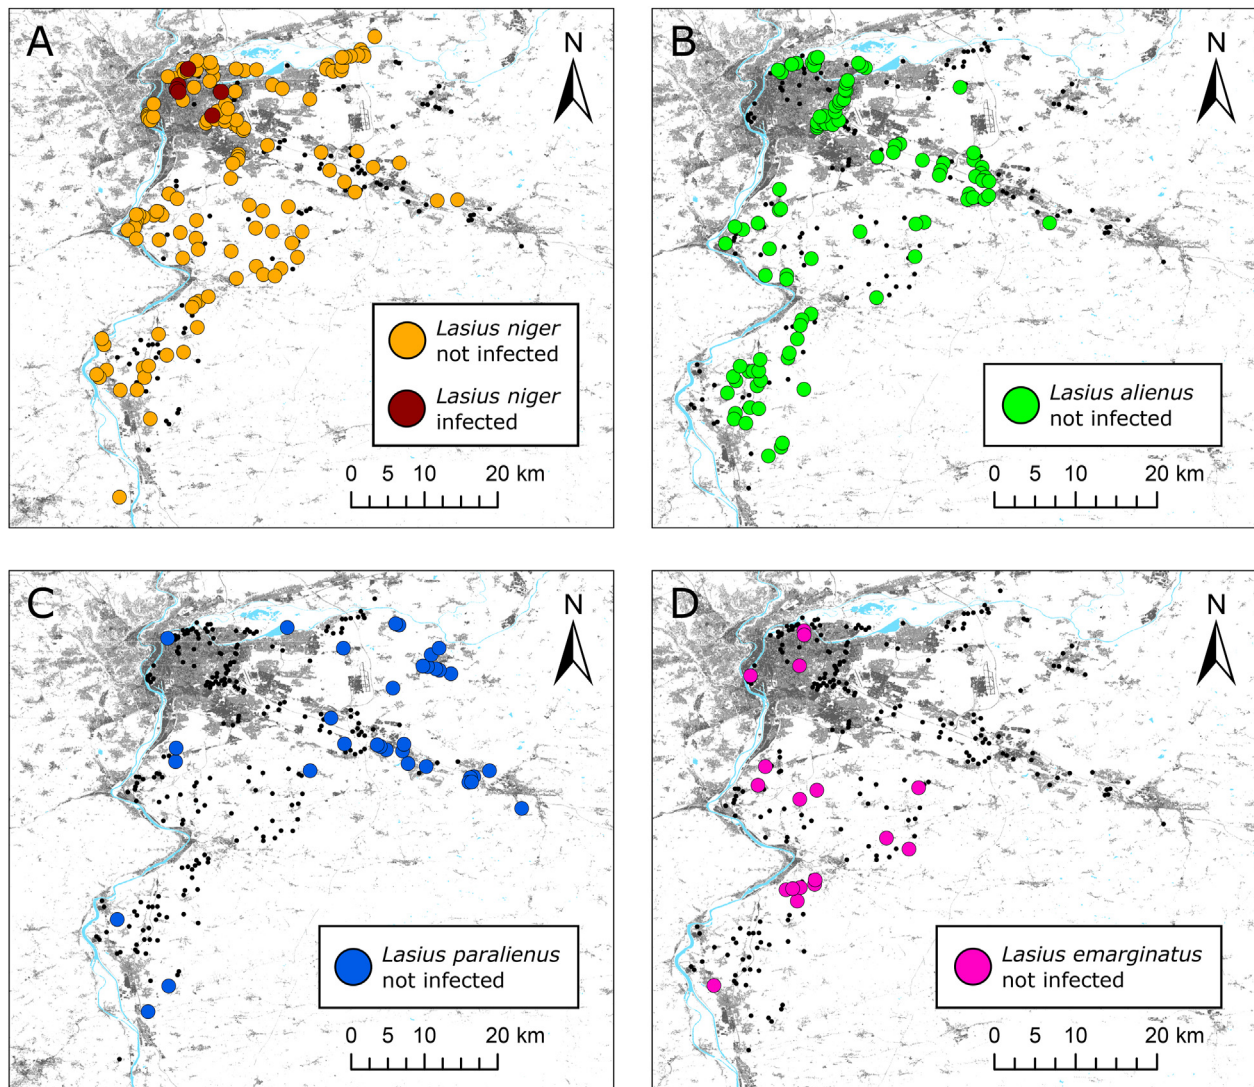 A
N
Lasius niger
not infected
Lasius niger
infected
0 5 10 20 km
B
N
Lasius alienus
not infected
0 5 10 20 km
C
N
Lasius paralienus
not infected
0 5 10 20 km
D
N
Lasius emarginatus
not infected
0 5 10 20 km